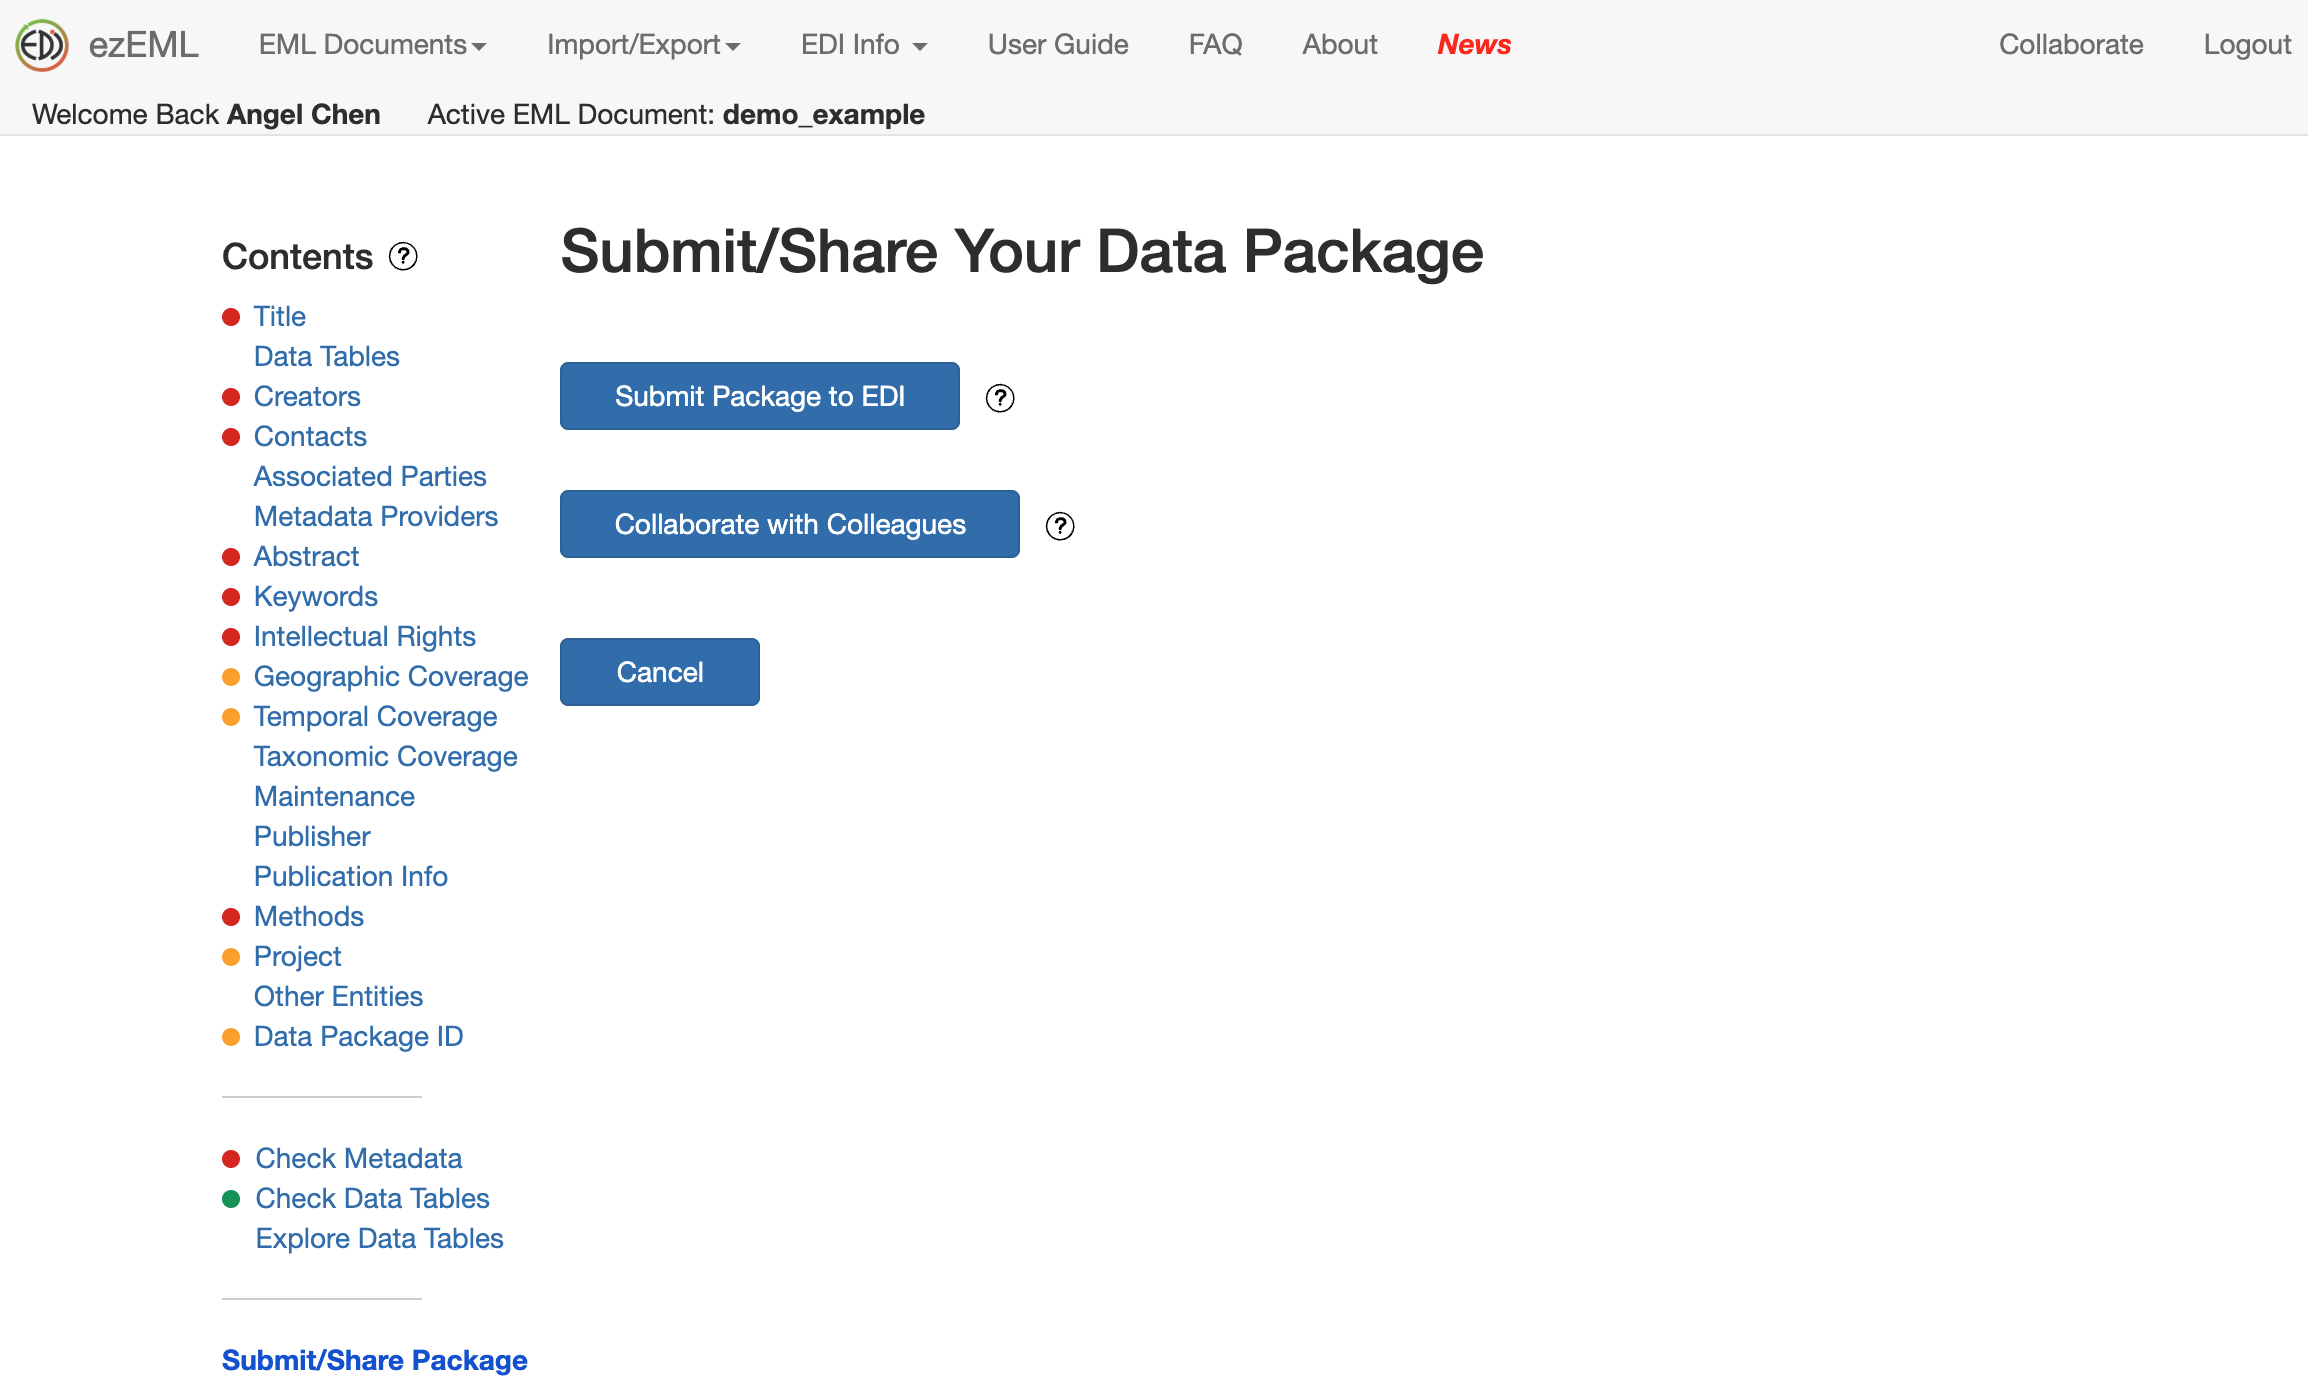 EDI ezEML EML Documents Import/Export EDI Info User Guide FAQ About News Collaborate Logout
Welcome Back Angel Chen Active EML Document: demo_example
Contents ?
Title
Data Tables
Creators
Contacts
Associated Parties
Metadata Providers
Abstract
Keywords
Intellectual Rights
Geographic Coverage
Temporal Coverage
Taxonomic Coverage
Maintenance
Publisher
Publication Info
Methods
Project
Other Entities
Data Package ID
Check Metadata
Check Data Tables
Explore Data Tables
Submit/Share Package
Submit/Share Your Data Package
Submit Package to EDI ?
Collaborate with Colleagues ?
Cancel